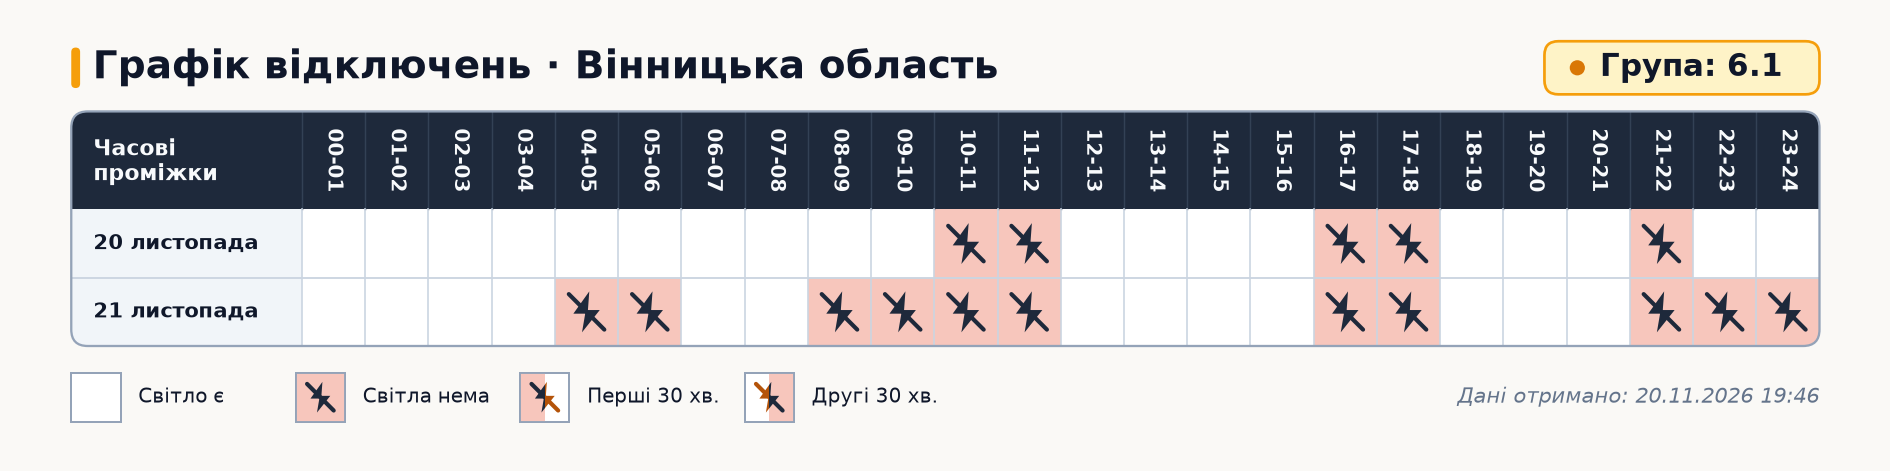 Графік відключень · Вінницька область
Група: 6.1
Часові
проміжки
00-01
01-02
02-03
03-04
04-05
05-06
06-07
07-08
08-09
09-10
10-11
11-12
12-13
13-14
14-15
15-16
16-17
17-18
18-19
19-20
20-21
21-22
22-23
23-24
20 листопада
21 листопада
Світло є
Світла нема
Перші 30 хв.
Другі 30 хв.
Дані отримано: 20.11.2026 19:46